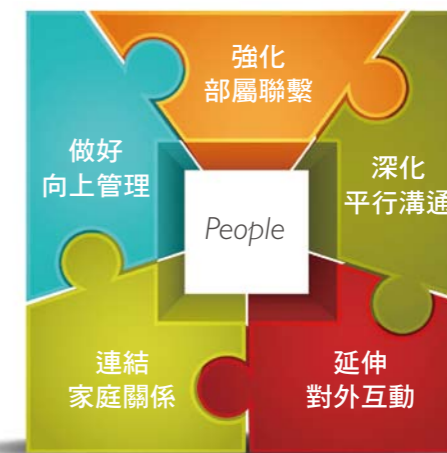 強化
部屬聯繫
做好
向上管理
深化
平行溝通
People
連結
家庭關係
延伸
對外互動